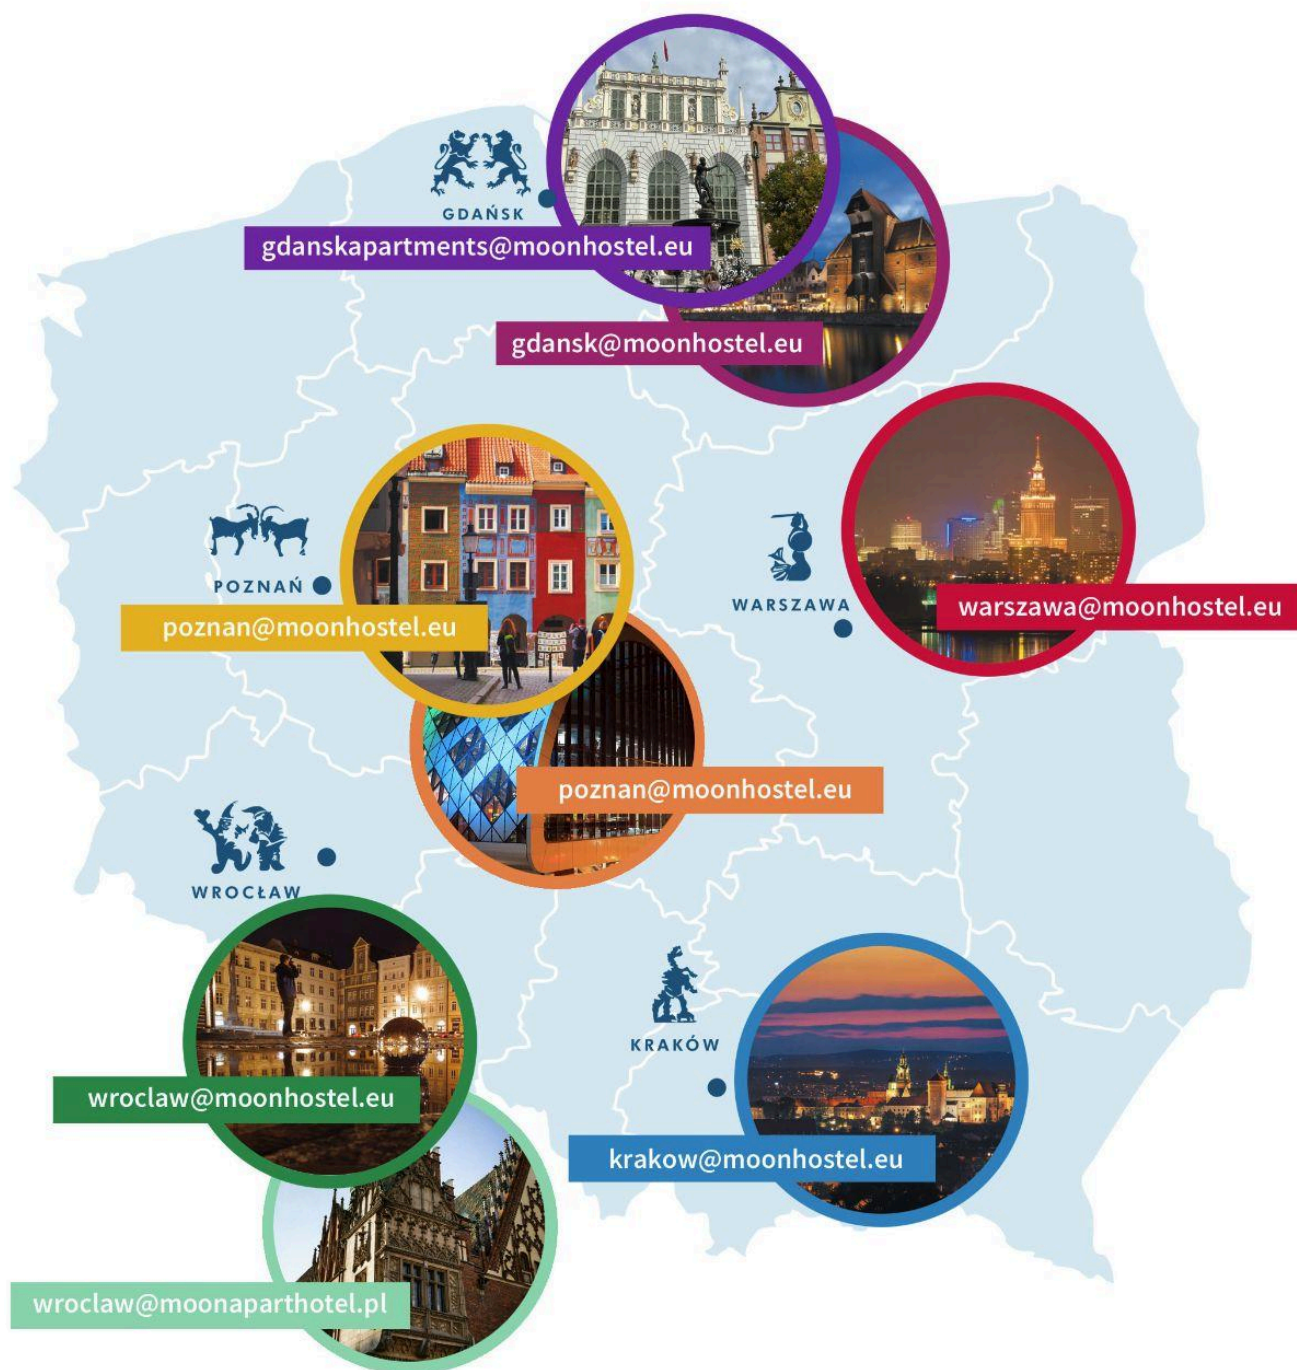 GDAŃSK
gdanskapartments@moonhostel.eu
gdansk@moonhostel.eu
POZNAŃ
poznan@moonhostel.eu
WARSZAWA
warszawa@moonhostel.eu
poznan@moonhostel.eu
WROCŁAW
wroclaw@moonhostel.eu
KRAKÓW
krakow@moonhostel.eu
wroclaw@moonaparthotel.pl